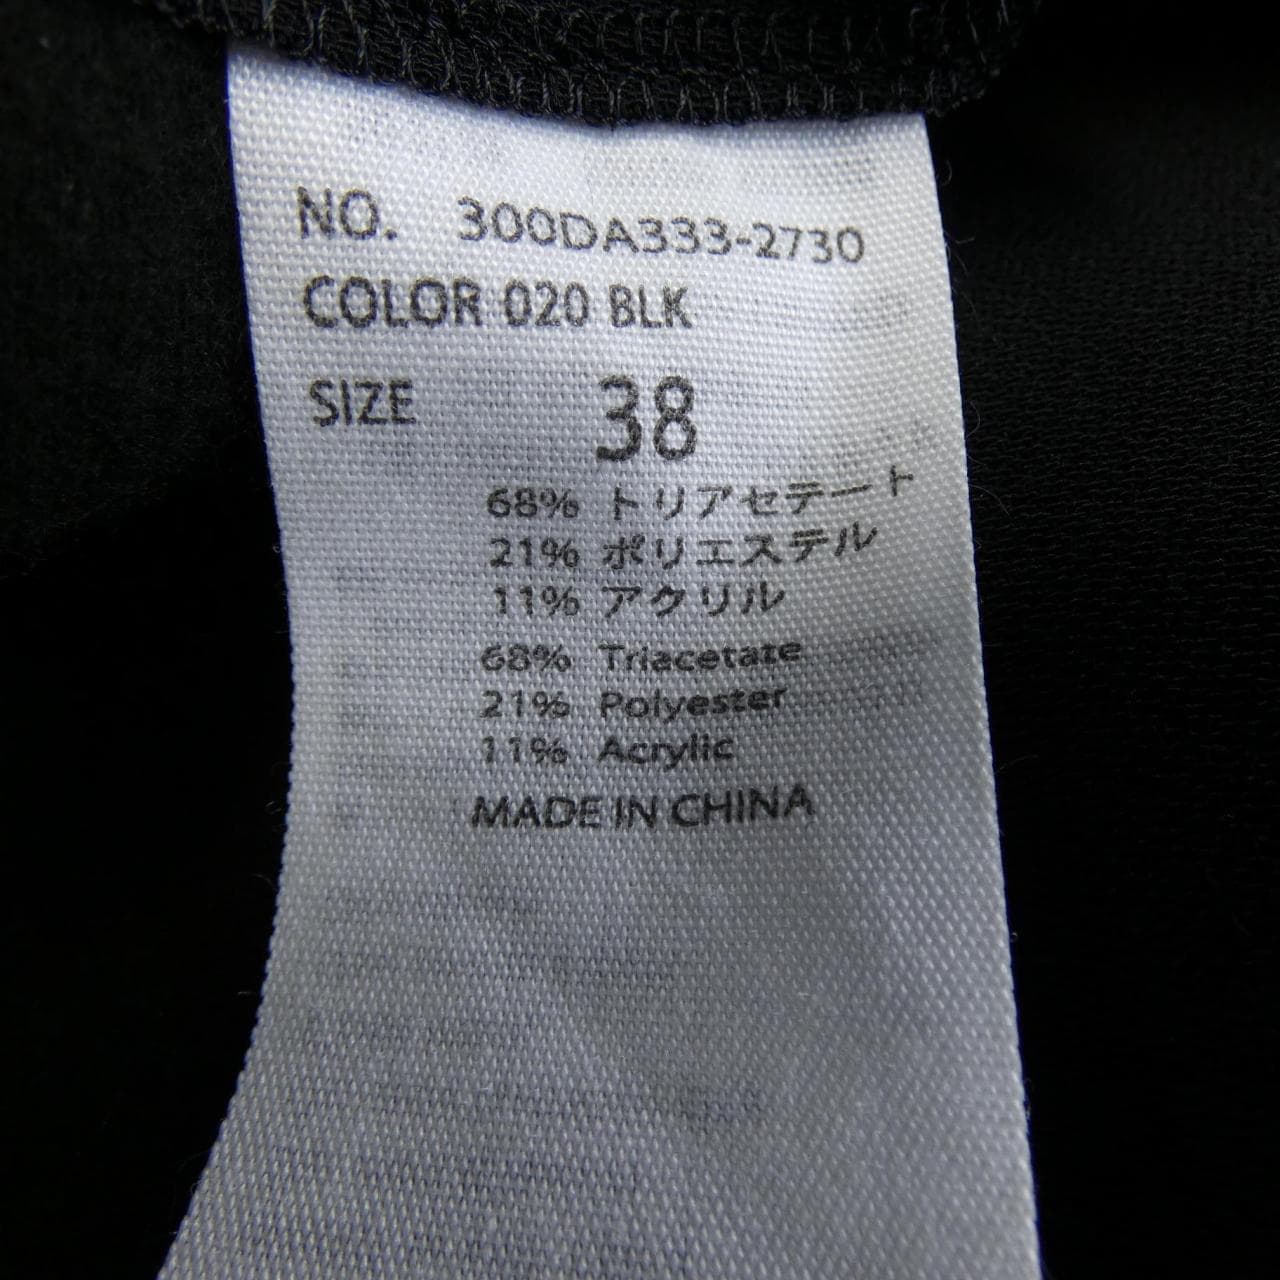 NO. 300DA333-2730
COLOR 020 BLK
SIZE 38
68% トリアセテート
21% ポリエステル
11% アクリル
68% Triacetate
21% Polyester
11% Acrylic
MADE IN CHINA